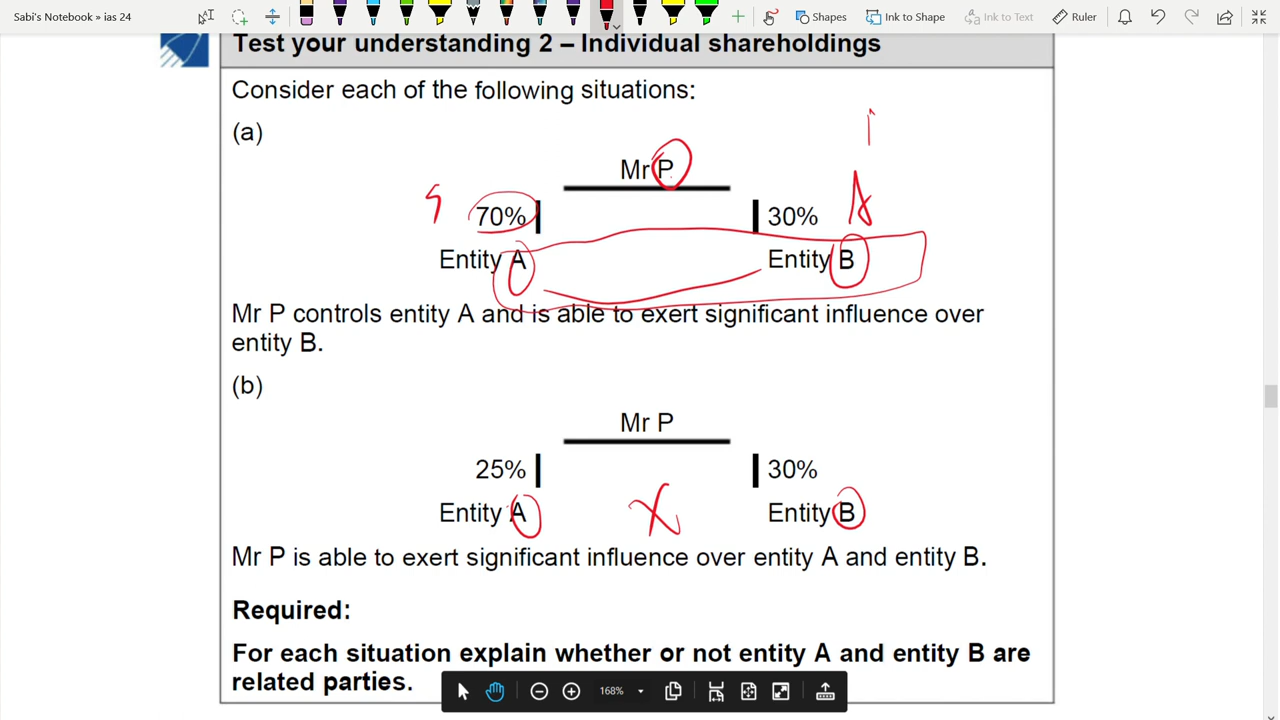 Sabi's Notebook » ias 24
Shapes
Ink to Shape
Ink to Text
Ruler
Test your understanding 2 – Individual shareholdings
Consider each of the following situations:
(a)
Mr P
70% 30%
Entity A Entity B
Mr P controls entity A and is able to exert significant influence over
entity B.
(b)
Mr P
25% 30%
Entity A Entity B
Mr P is able to exert significant influence over entity A and entity B.
Required:
For each situation explain whether or not entity A and entity B are
related parties.
168%